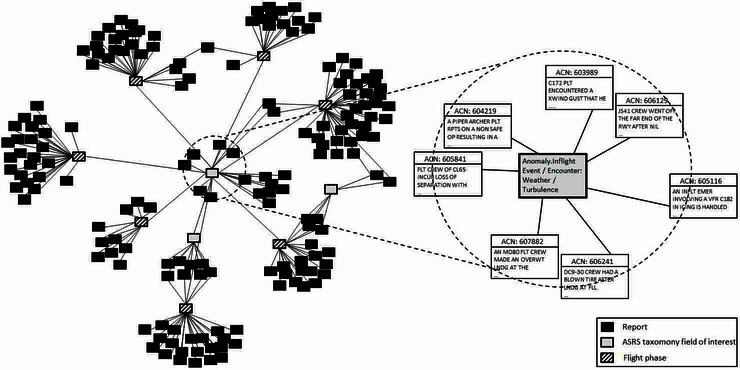 ACN: 603989
C172 PLT
ENCOUNTERED A
XWIND GUST THAT HE
....
ACN: 604219
A PIPER ARCHER PLT
RPTS ON A NON SAFE
OP RESULTING IN A
...
ACN: 606125
J541 CREW WENT OFF
THE FAR END OF THE
RWY AFTER NIL
...
ACN: 605841
FLT CREW OF CL65
INCUR LOSS OF
SEPARATION WITH
...
Anomaly.Inflight
Event / Encounter:
Weather /
Turbulence
ACN: 605116
AN INFLT EMER
INVOLVING A VFR C182
IN ICING IS HANDLED
...
ACN: 607882
AN MO80 FLT CREW
MADE AN OVERWT
LNDG AT THE
...
ACN: 606241
DC9-30 CREW HAD A
BLOWN TIRE AFTER
LNDG AT FLL.
...
Report
ASRS taxomony field of interest
Flight phase